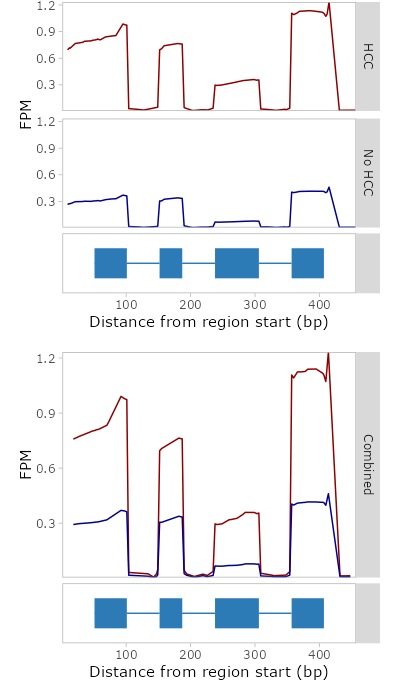 1.2
0.9
0.6
0.3
HCC
FPM
1.2
0.9
0.6
0.3
No HCC
100 200 300 400
Distance from region start (bp)
1.2
0.9
0.6
0.3
FPM
Combined
100 200 300 400
Distance from region start (bp)